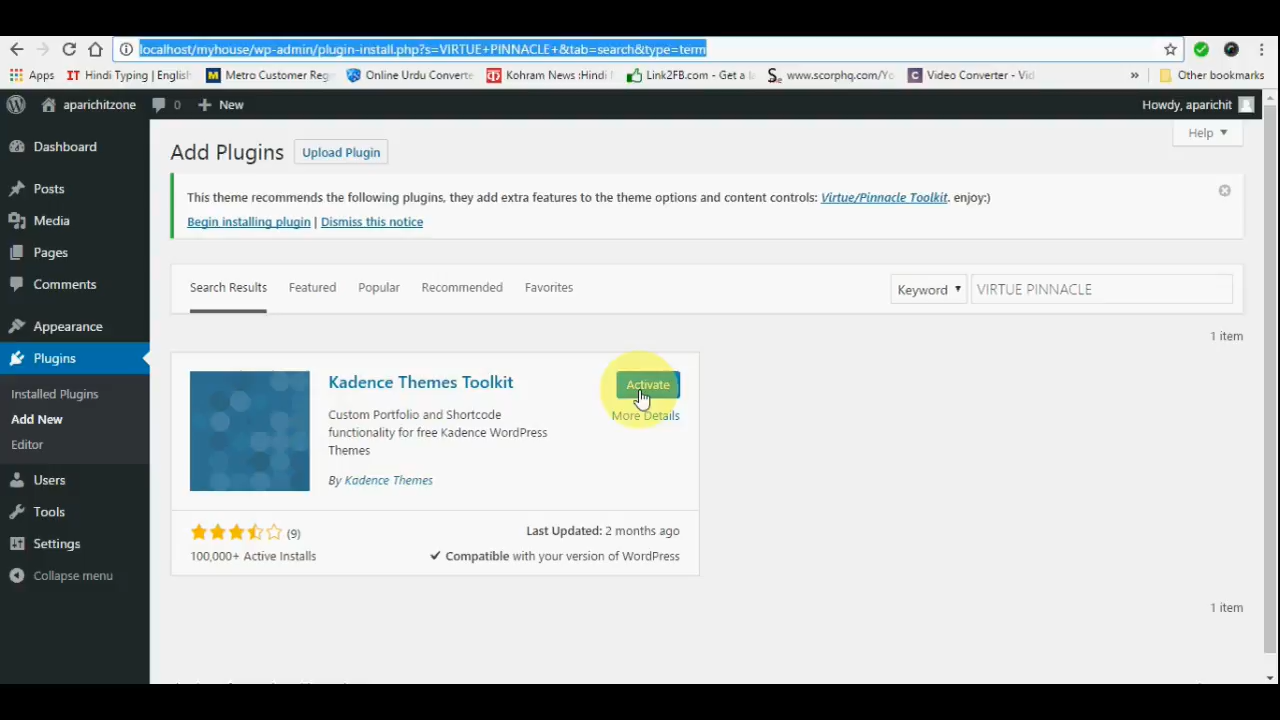 localhost/myhouse/wp-admin/plugin-install.php?s=VIRTUE+PINNACLE+&tab=search&type=term
Apps IT Hindi Typing | English M Metro Customer Reg Online Urdu Converte Kohram News :Hindi Link2FB.com - Get a l S. www.scorphq.com/Yo C Video Converter - Vid » Other bookmarks
aparichitzone 0 + New Howdy, aparichit
Help ▼
Dashboard
Posts
Media
Pages
Comments
Appearance
Plugins
Installed Plugins
Add New
Editor
Users
Tools
Settings
Collapse menu
Add Plugins Upload Plugin
This theme recommends the following plugins, they add extra features to the theme options and content controls: Virtue/Pinnacle Toolkit. enjoy:)
Begin installing plugin | Dismiss this notice
Search Results Featured Popular Recommended Favorites Keyword ▼ VIRTUE PINNACLE
1 item
Kadence Themes Toolkit Activate
More Details
Custom Portfolio and Shortcode
functionality for free Kadence WordPress
Themes
By Kadence Themes
(9) Last Updated: 2 months ago
100,000+ Active Installs ✔ Compatible with your version of WordPress
1 item